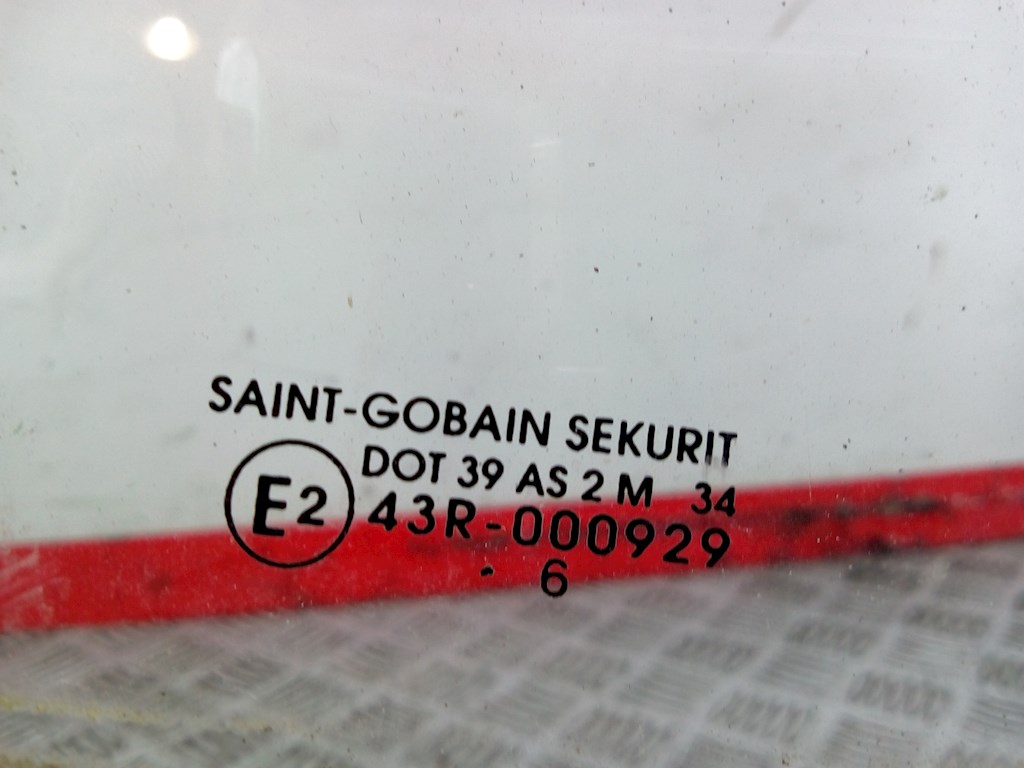 SAINT-GOBAIN SEKURIT
DOT 39 AS 2 M 34
E2 43R-000929
. 6